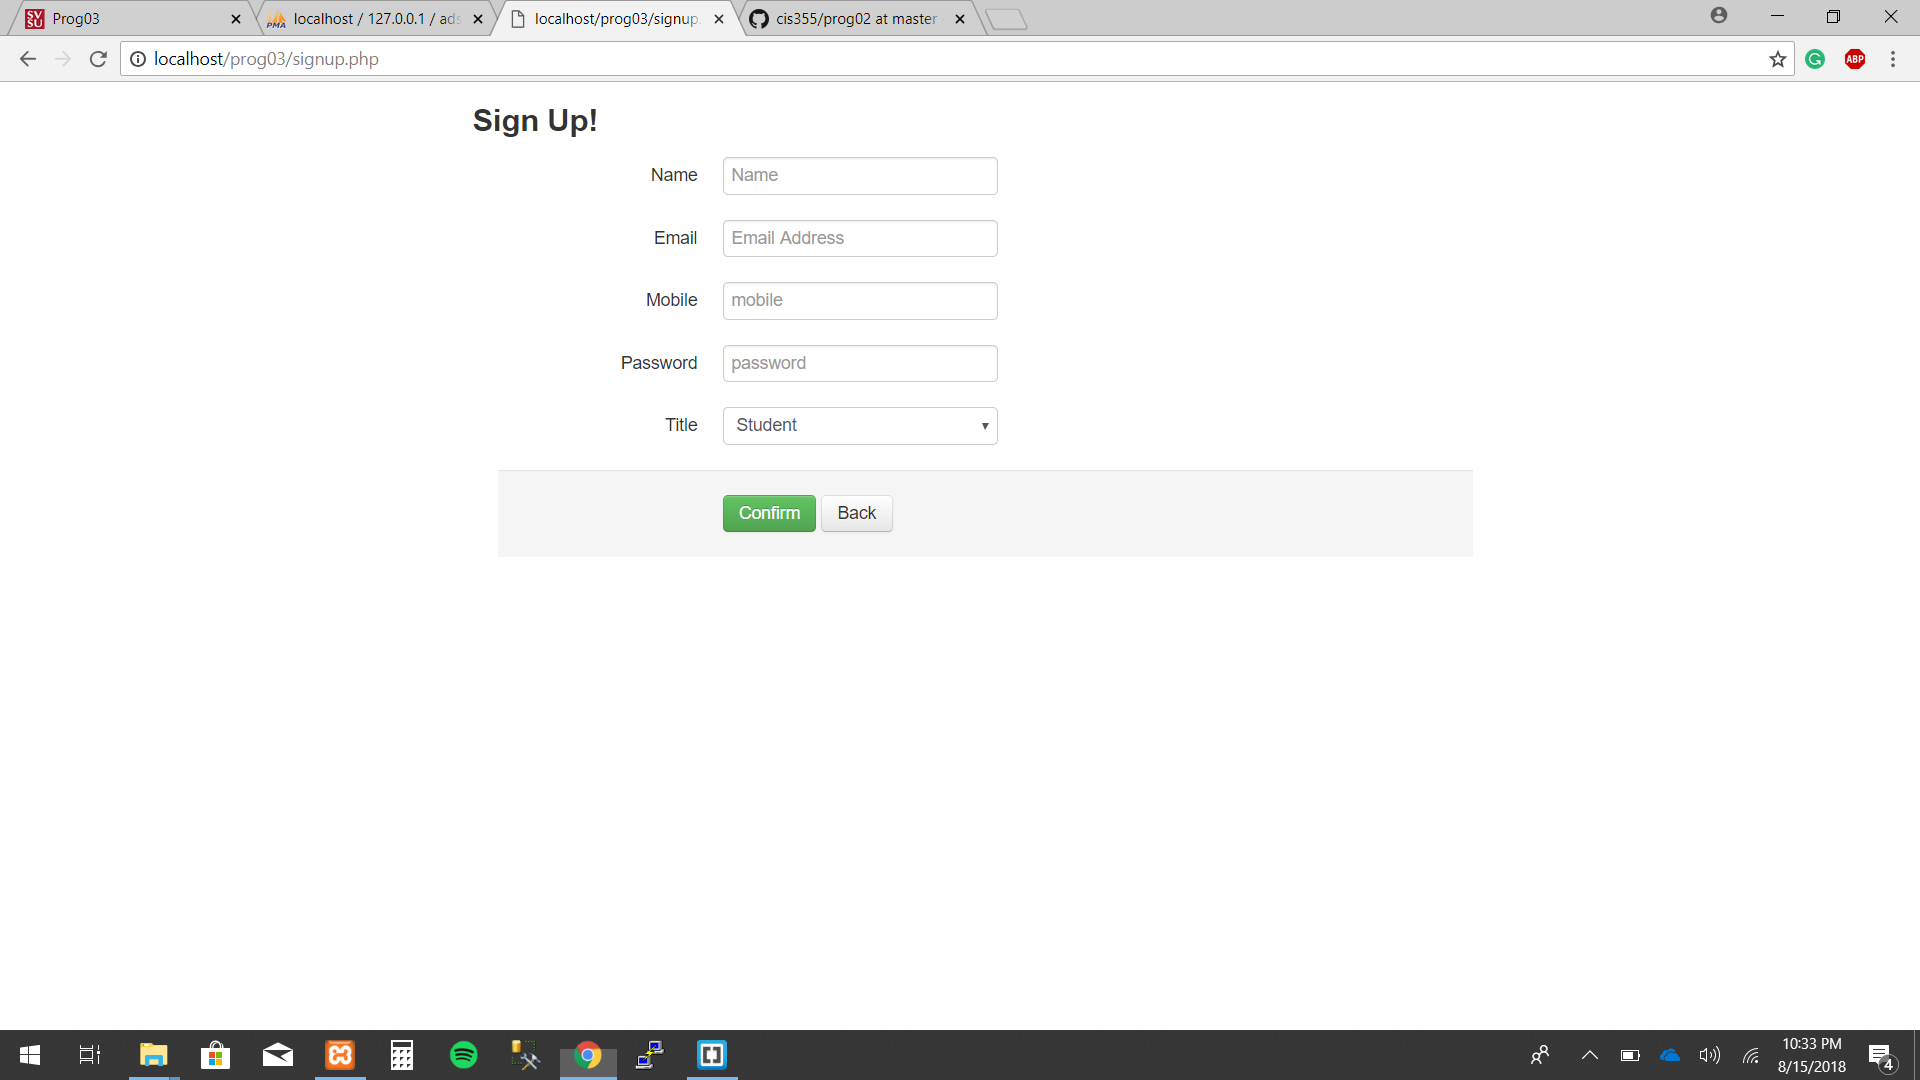 SV
SU
Prog03
PMA
localhost / 127.0.0.1 / ads
localhost/prog03/signup.
cis355/prog02 at master
localhost/prog03/signup.php
G
ABP
Sign Up!
Name
Name
Email
Email Address
Mobile
mobile
Password
password
Title
Student
Confirm
Back
10:33 PM
8/15/2018
4